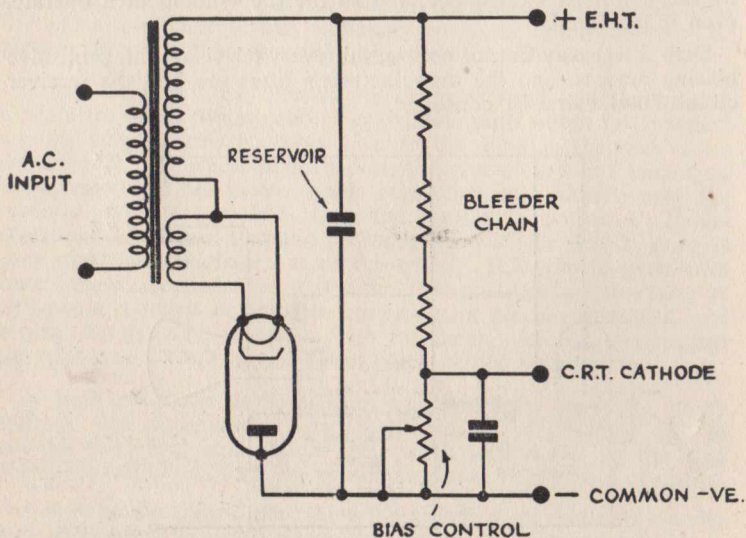 + E.H.T.
A.C.
INPUT
RESERVOIR
BLEEDER
CHAIN
C.R.T. CATHODE
— COMMON -VE.
BIAS CONTROL